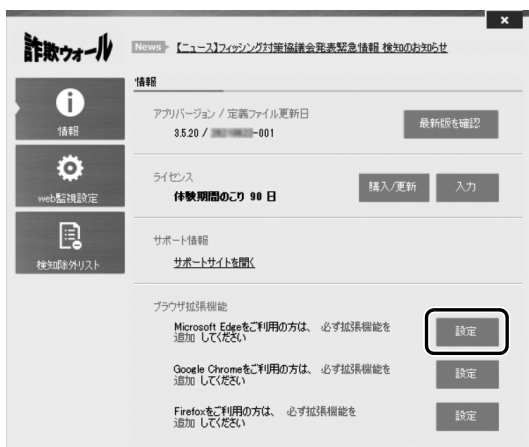 ×
詐欺ウォール
News 【ニュース】フィッシング対策協議会発表緊急情報 検知のお知らせ
情報
情報
アプリバージョン / 定義ファイル更新日
3.5.20 / -001
最新版を確認
web監視設定
ライセンス
体験期間のこり 90 日
購入/更新 入力
検知除外リスト
サポート情報
サポートサイトを開く
ブラウザ拡張機能
Microsoft Edgeをご利用の方は、 必ず拡張機能を
追加 してください
設定
Google Chromeをご利用の方は、 必ず拡張機能を
追加 してください
設定
Firefoxをご利用の方は、 必ず拡張機能を
追加 してください
設定